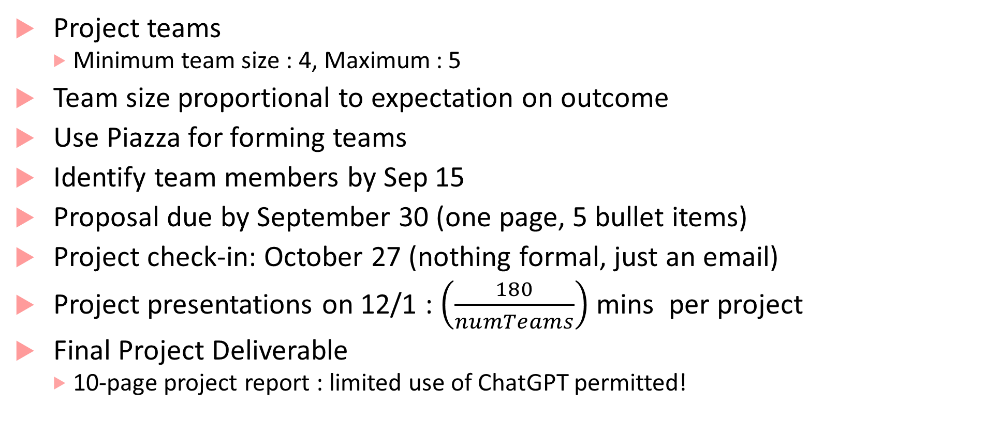 Project teams
Minimum team size : 4, Maximum : 5
Team size proportional to expectation on outcome
Use Piazza for forming teams
Identify team members by Sep 15
Proposal due by September 30 (one page, 5 bullet items)
Project check-in: October 27 (nothing formal, just an email)
Project presentations on 12/1 : (180/numTeams) mins per project
Final Project Deliverable
10-page project report : limited use of ChatGPT permitted!